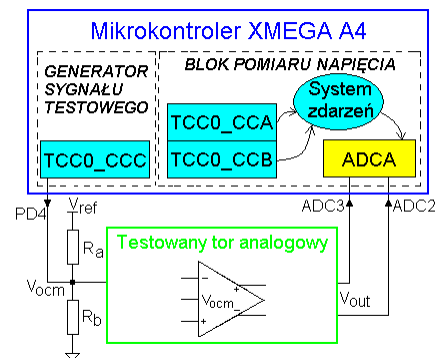 Mikrokontroler XMEGA A4
GENERATOR
SYGNAŁU
TESTOWEGO
BLOK POMIARU NAPIĘCIA
System
zdarzeń
TCC0_CCA
TCC0_CCB
TCC0_CCC
ADCA
PD4
Vref
ADC3
ADC2
Ra
Testowany tor analogowy
Vocm
Vocm
Vout
Rb